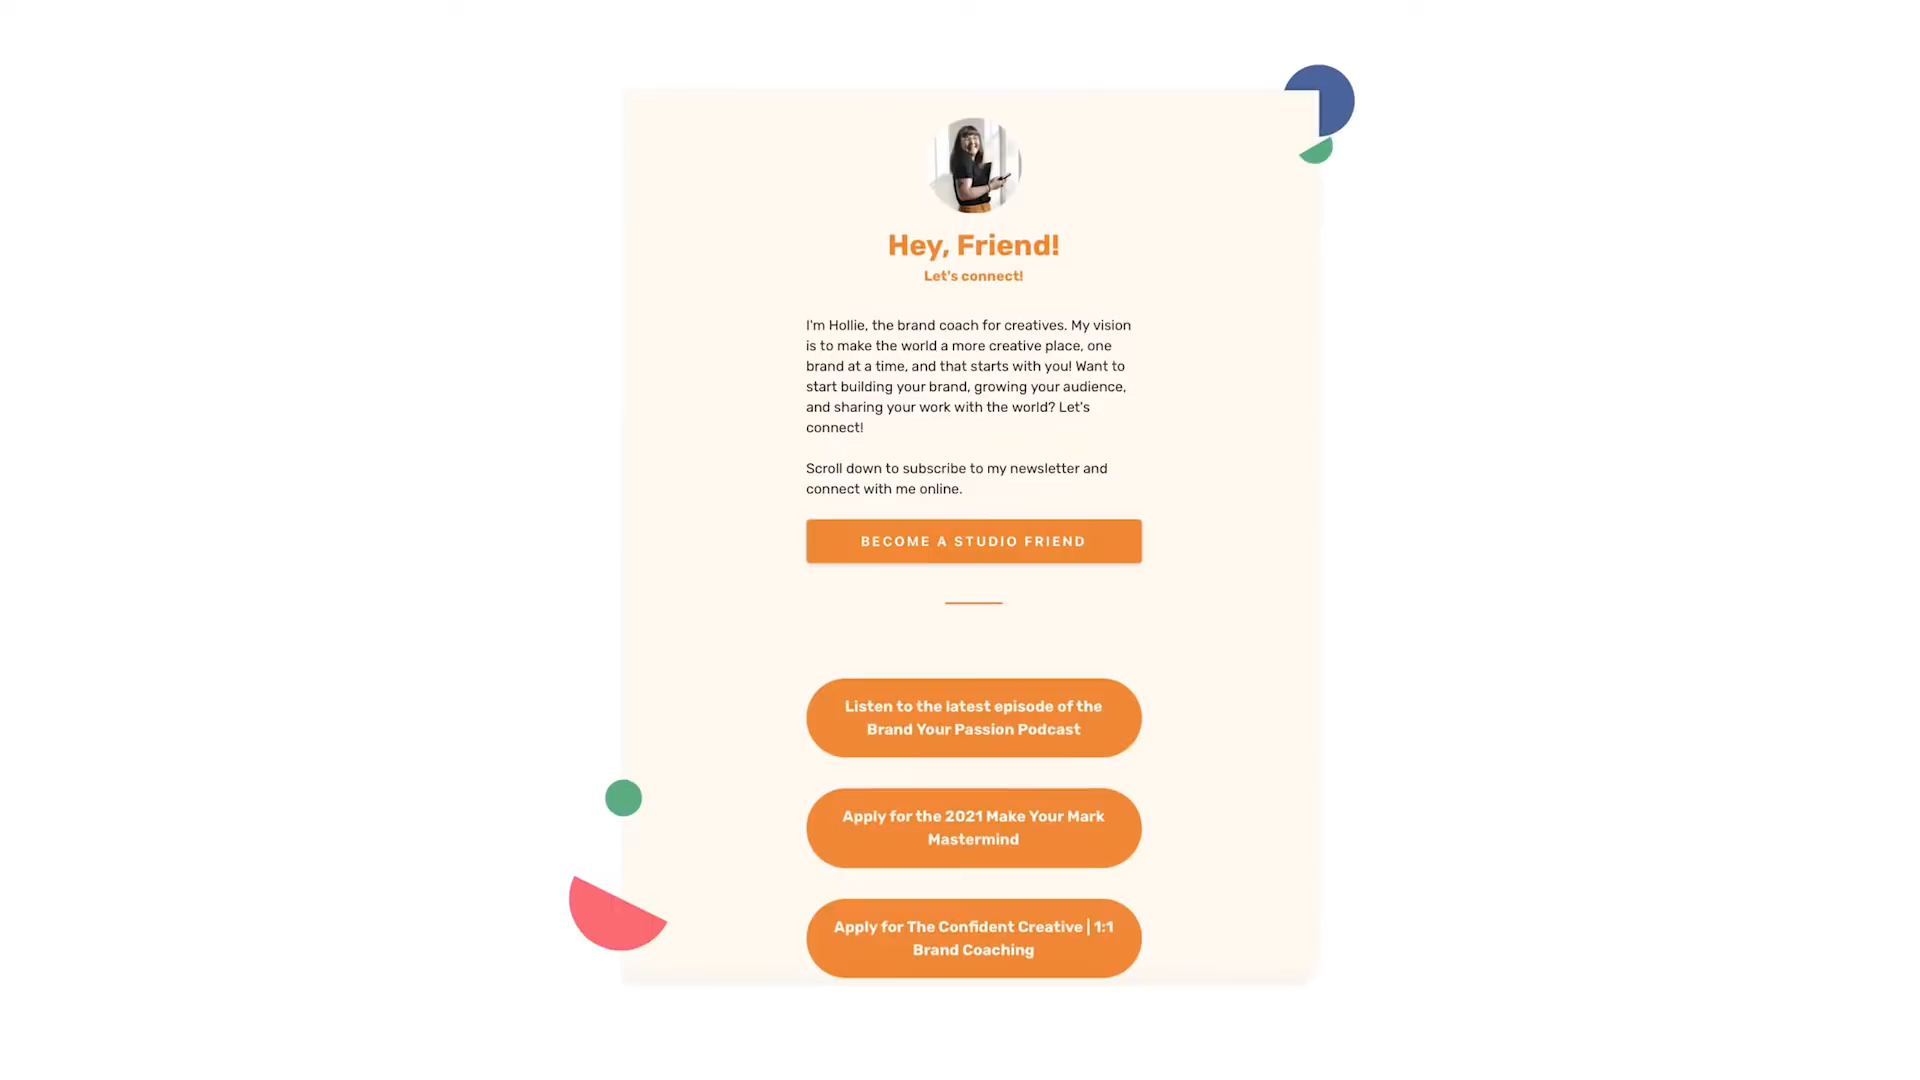 Hey, Friend!
Let's connect!
I'm Hollie, the brand coach for creatives. My vision
is to make the world a more creative place, one
brand at a time, and that starts with you! Want to
start building your brand, growing your audience,
and sharing your work with the world? Let's
connect!
Scroll down to subscribe to my newsletter and
connect with me online.
BECOME A STUDIO FRIEND
Listen to the latest episode of the
Brand Your Passion Podcast
Apply for the 2021 Make Your Mark
Mastermind
Apply for The Confident Creative | 1:1
Brand Coaching